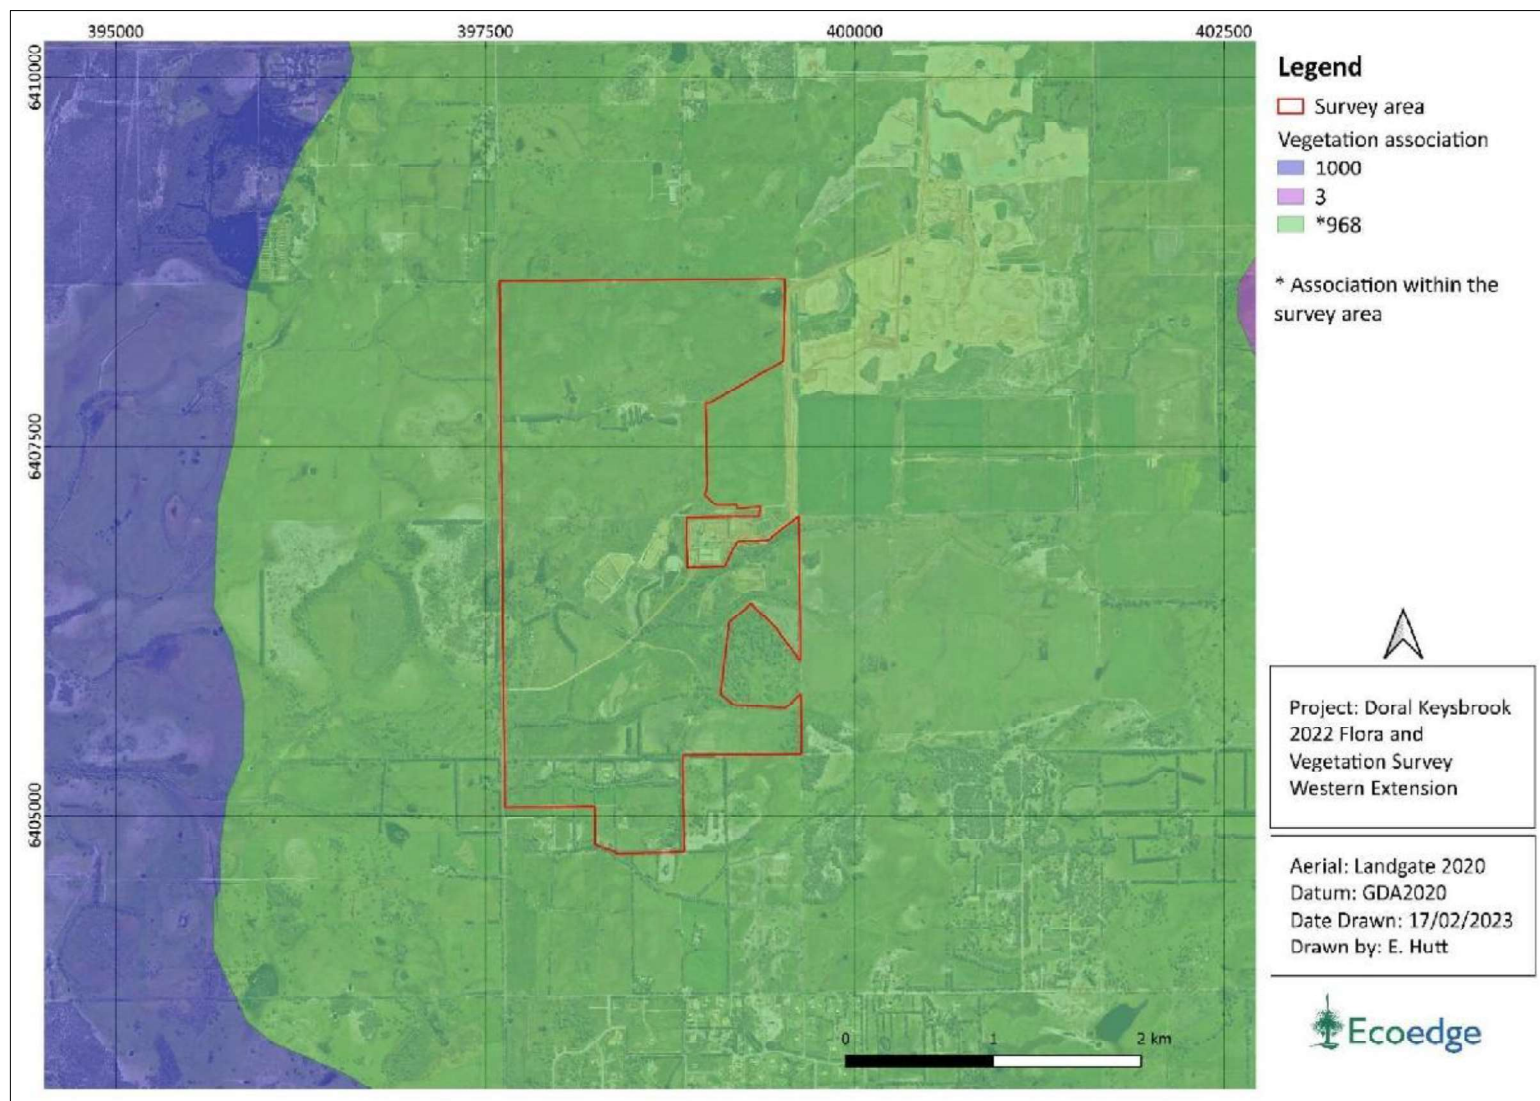 395000
397500
400000
402500
6410000
6407500
6405000
0
1
2 km
Legend
Survey area
Vegetation association
1000
3
*968
* Association within the
survey area
Project: Doral Keysbrook
2022 Flora and
Vegetation Survey
Western Extension
Aerial: Landgate 2020
Datum: GDA2020
Date Drawn: 17/02/2023
Drawn by: E. Hutt
Ecoedge